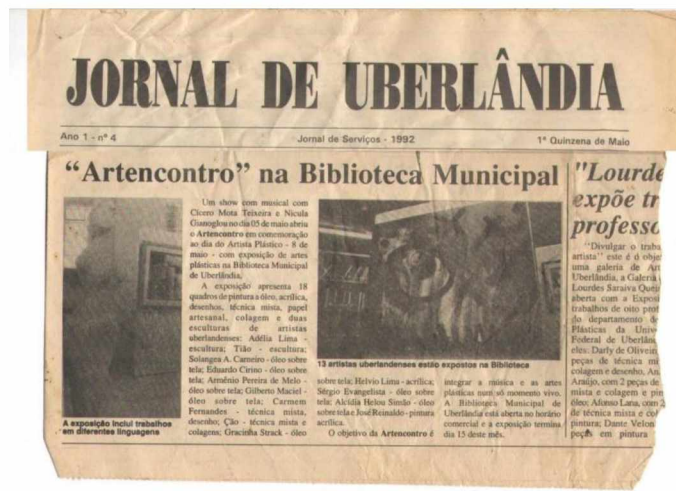 JORNAL DE UBERLÂNDIA
Ano 1 - nº 4
Jornal de Serviços - 1992
1ª Quinzena de Maio
“Artencontro” na Biblioteca Municipal
Um show com musical com
Cícero Mota Teixeira e Nicula
Gianoglou no dia 05 de maio abriu
o Artencontro em comemoração
ao dia do Artista Plástico - 8 de
maio - com exposição de artes
plásticas na Biblioteca Municipal
de Uberlândia,
A exposição apresenta 18
quadros de pintura a óleo, acrílica,
desenhos, técnica mista, papel
artesanal, colagem e duas
esculturas de artistas
uberlandenses: Adélia Lima -
escultura; Tião - escultura;
Solangea A. Carneiro - óleo sobre
tela; Eduardo Cirino - óleo sobre
tela; Armênio Pereira de Melo -
óleo sobre tela; Gilberto Maciel -
óleo sobre tela; Carmem
Fernandes - técnica mista,
desenho; Ção - técnica mista e
colagens; Gracinha Strack - óleo
A exposição inclui trabalhos
em diferentes linguagens
13 artistas uberlandenses estão expostos na Biblioteca
sobre tela; Helvio Lima - acrílica;
Sérgio Evangelista - óleo sobre
tela; Alcídia Helou Simão - óleo
sobre tela e José Reinaldo - pintura
acrílica.
O objetivo da Artencontro é
integrar a música e as artes
plásticas num só momento vivo.
A Biblioteca Municipal de
Uberlândia está aberta no horário
comercial e a exposição termina
dia 15 deste mês.
"Lourde
expõe tr
professo
"Divulgar o traba
artista" este é o obje
uma galeria de Art
Uberlândia, a Galeria
Lourdes Saraiva Quei
aberta com a Exposi
trabalhos de oito prof
do departamento de
Plásticas da Univ
Federal de Uberlân
eles: Darly de Oliveir
peças de técnica mi
colagem e desenho, An
Araújo, com 2 peças de
mista e colagem e pin
óleo; Afonso Lana, com 2
de técnica mista e col
pintura; Dante Velon
peças em pintura